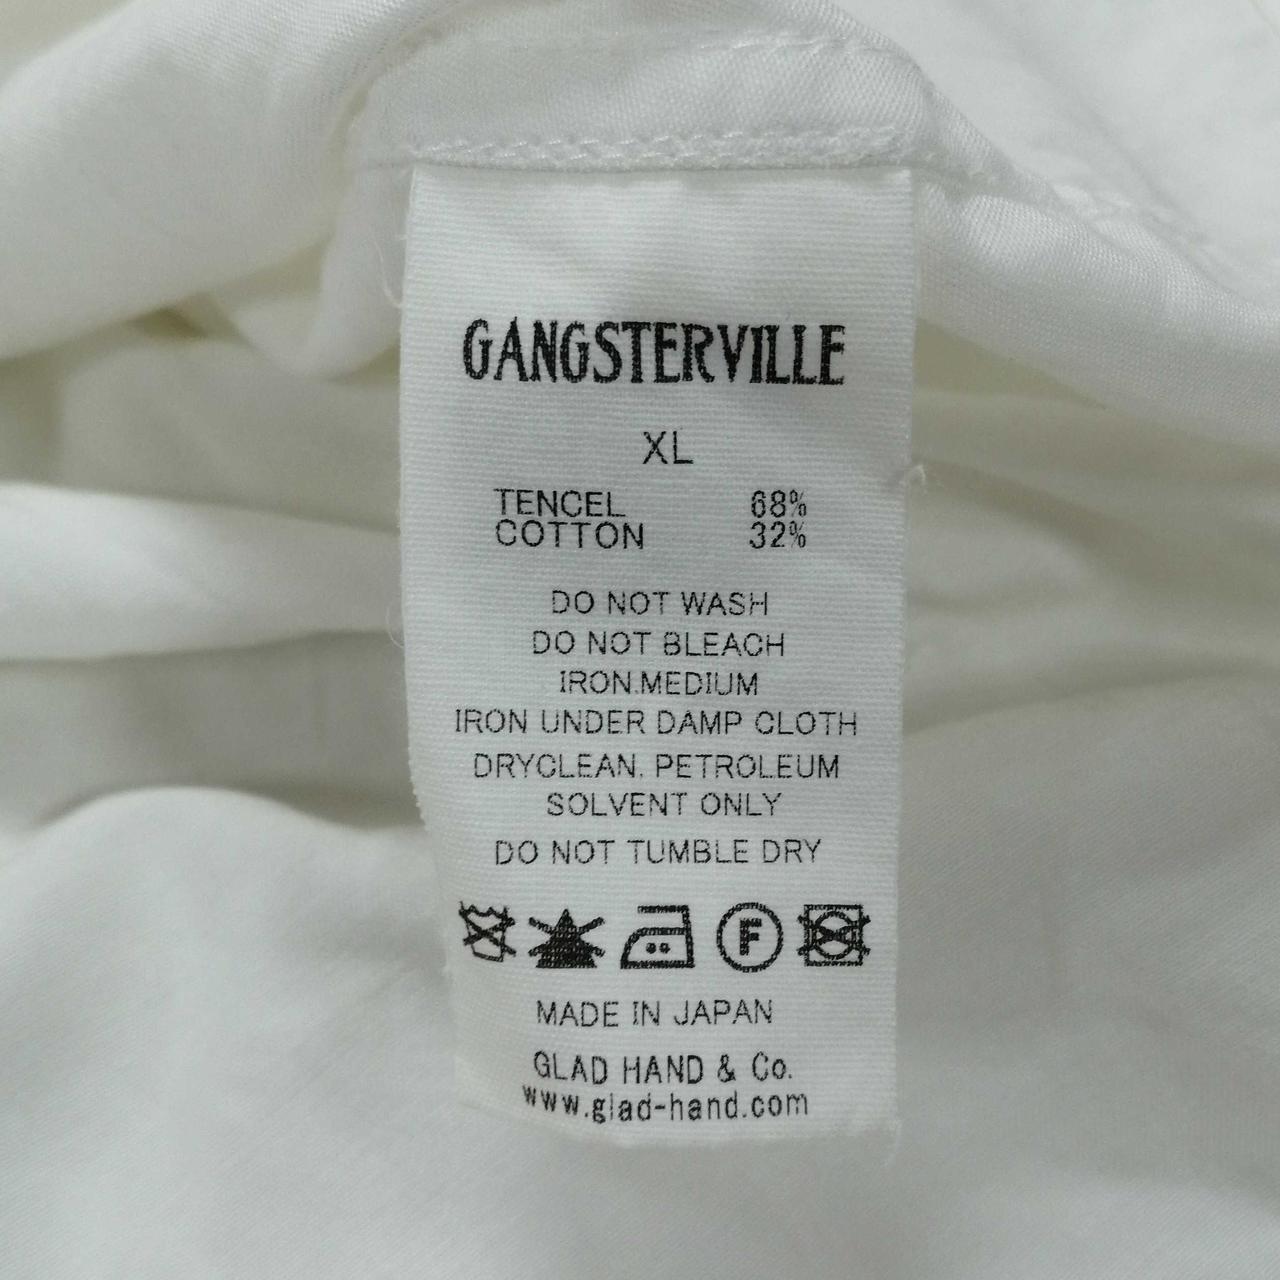 GANGSTERVILLE
XL
TENCEL 68%
COTTON 32%
DO NOT WASH
DO NOT BLEACH
IRON.MEDIUM
IRON UNDER DAMP CLOTH
DRYCLEAN. PETROLEUM
SOLVENT ONLY
DO NOT TUMBLE DRY
F
MADE IN JAPAN
GLAD HAND & Co.
www.glad-hand.com